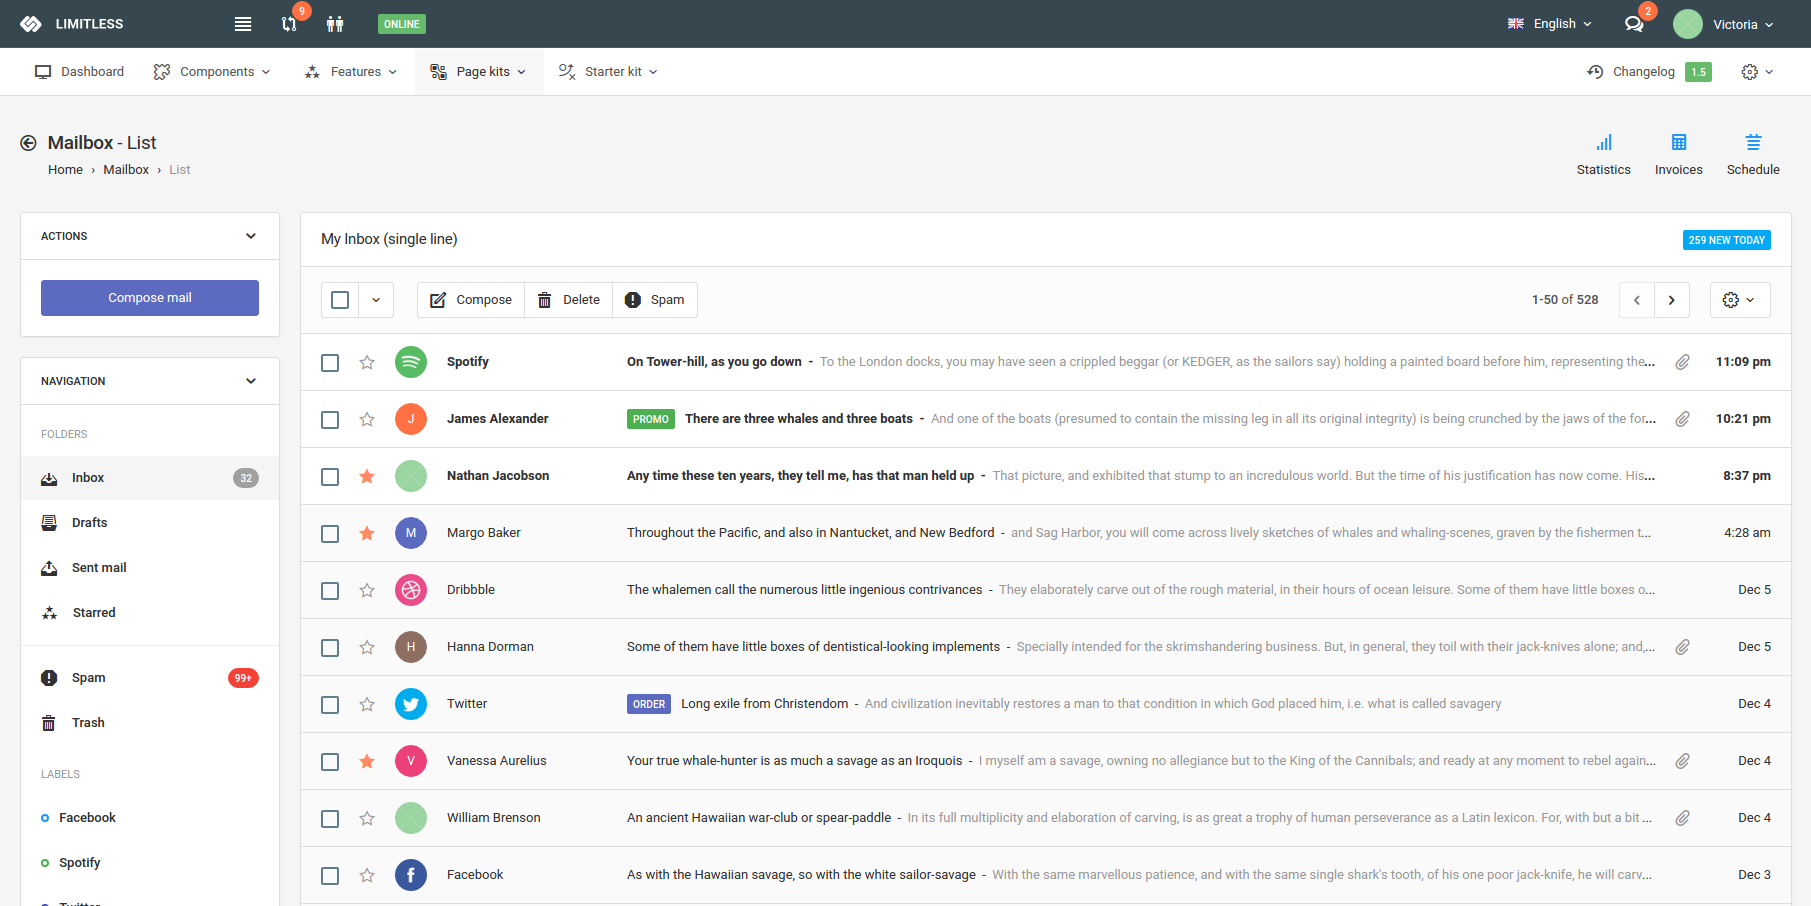 LIMITLESS
9
ONLINE
English
2
Victoria
Dashboard
Components
Features
Page kits
Starter kit
Changelog
1.5
Mailbox - List
Home › Mailbox › List
Statistics
Invoices
Schedule
ACTIONS
Compose mail
NAVIGATION
FOLDERS
Inbox
32
Drafts
Sent mail
Starred
Spam
99+
Trash
LABELS
Facebook
Spotify
Twitter
My Inbox (single line)
259 NEW TODAY
Compose
Delete
Spam
1-50 of 528
Spotify
On Tower-hill, as you go down - To the London docks, you may have seen a crippled beggar (or KEDGER, as the sailors say) holding a painted board before him, representing the...
11:09 pm
J
James Alexander
PROMO There are three whales and three boats - And one of the boats (presumed to contain the missing leg in all its original integrity) is being crunched by the jaws of the for...
10:21 pm
Nathan Jacobson
Any time these ten years, they tell me, has that man held up - That picture, and exhibited that stump to an incredulous world. But the time of his justification has now come. His...
8:37 pm
M
Margo Baker
Throughout the Pacific, and also in Nantucket, and New Bedford - and Sag Harbor, you will come across lively sketches of whales and whaling-scenes, graven by the fishermen t...
4:28 am
Dribbble
The whalemen call the numerous little ingenious contrivances - They elaborately carve out of the rough material, in their hours of ocean leisure. Some of them have little boxes o...
Dec 5
H
Hanna Dorman
Some of them have little boxes of dentistical-looking implements - Specially intended for the skrimshandering business. But, in general, they toil with their jack-knives alone; and,...
Dec 5
Twitter
ORDER Long exile from Christendom - And civilization inevitably restores a man to that condition in which God placed him, i.e. what is called savagery
Dec 4
V
Vanessa Aurelius
Your true whale-hunter is as much a savage as an Iroquois - I myself am a savage, owning no allegiance but to the King of the Cannibals; and ready at any moment to rebel again...
Dec 4
William Brenson
An ancient Hawaiian war-club or spear-paddle - In its full multiplicity and elaboration of carving, is as great a trophy of human perseverance as a Latin lexicon. For, with but a bit ...
Dec 4
f
Facebook
As with the Hawaiian savage, so with the white sailor-savage - With the same marvellous patience, and with the same single shark's tooth, of his one poor jack-knife, he will carv...
Dec 3